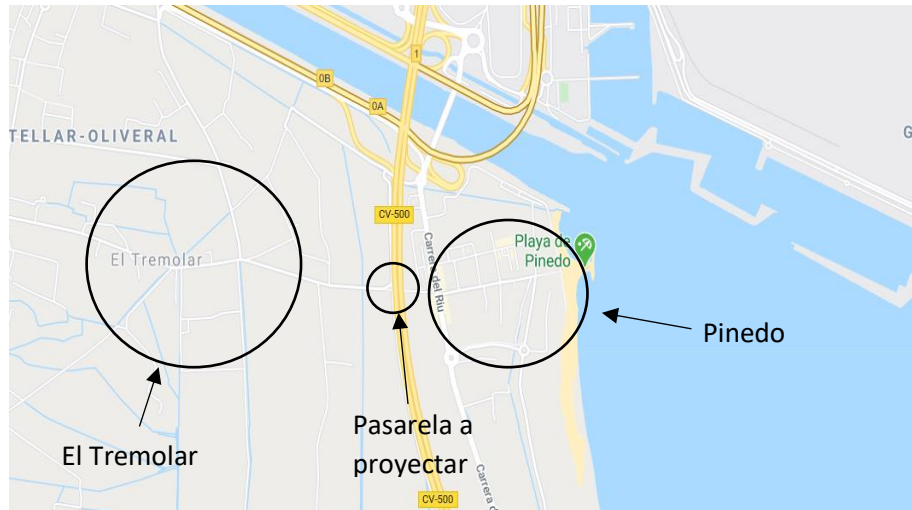 1
0B
0A
TELLAR-OLIVERAL
G
CV-500
Playa de
Pinedo
El Tremolar
Carrera del Riu
Pinedo
Pasarela a
proyectar
El Tremolar
Carrera d
CV-500